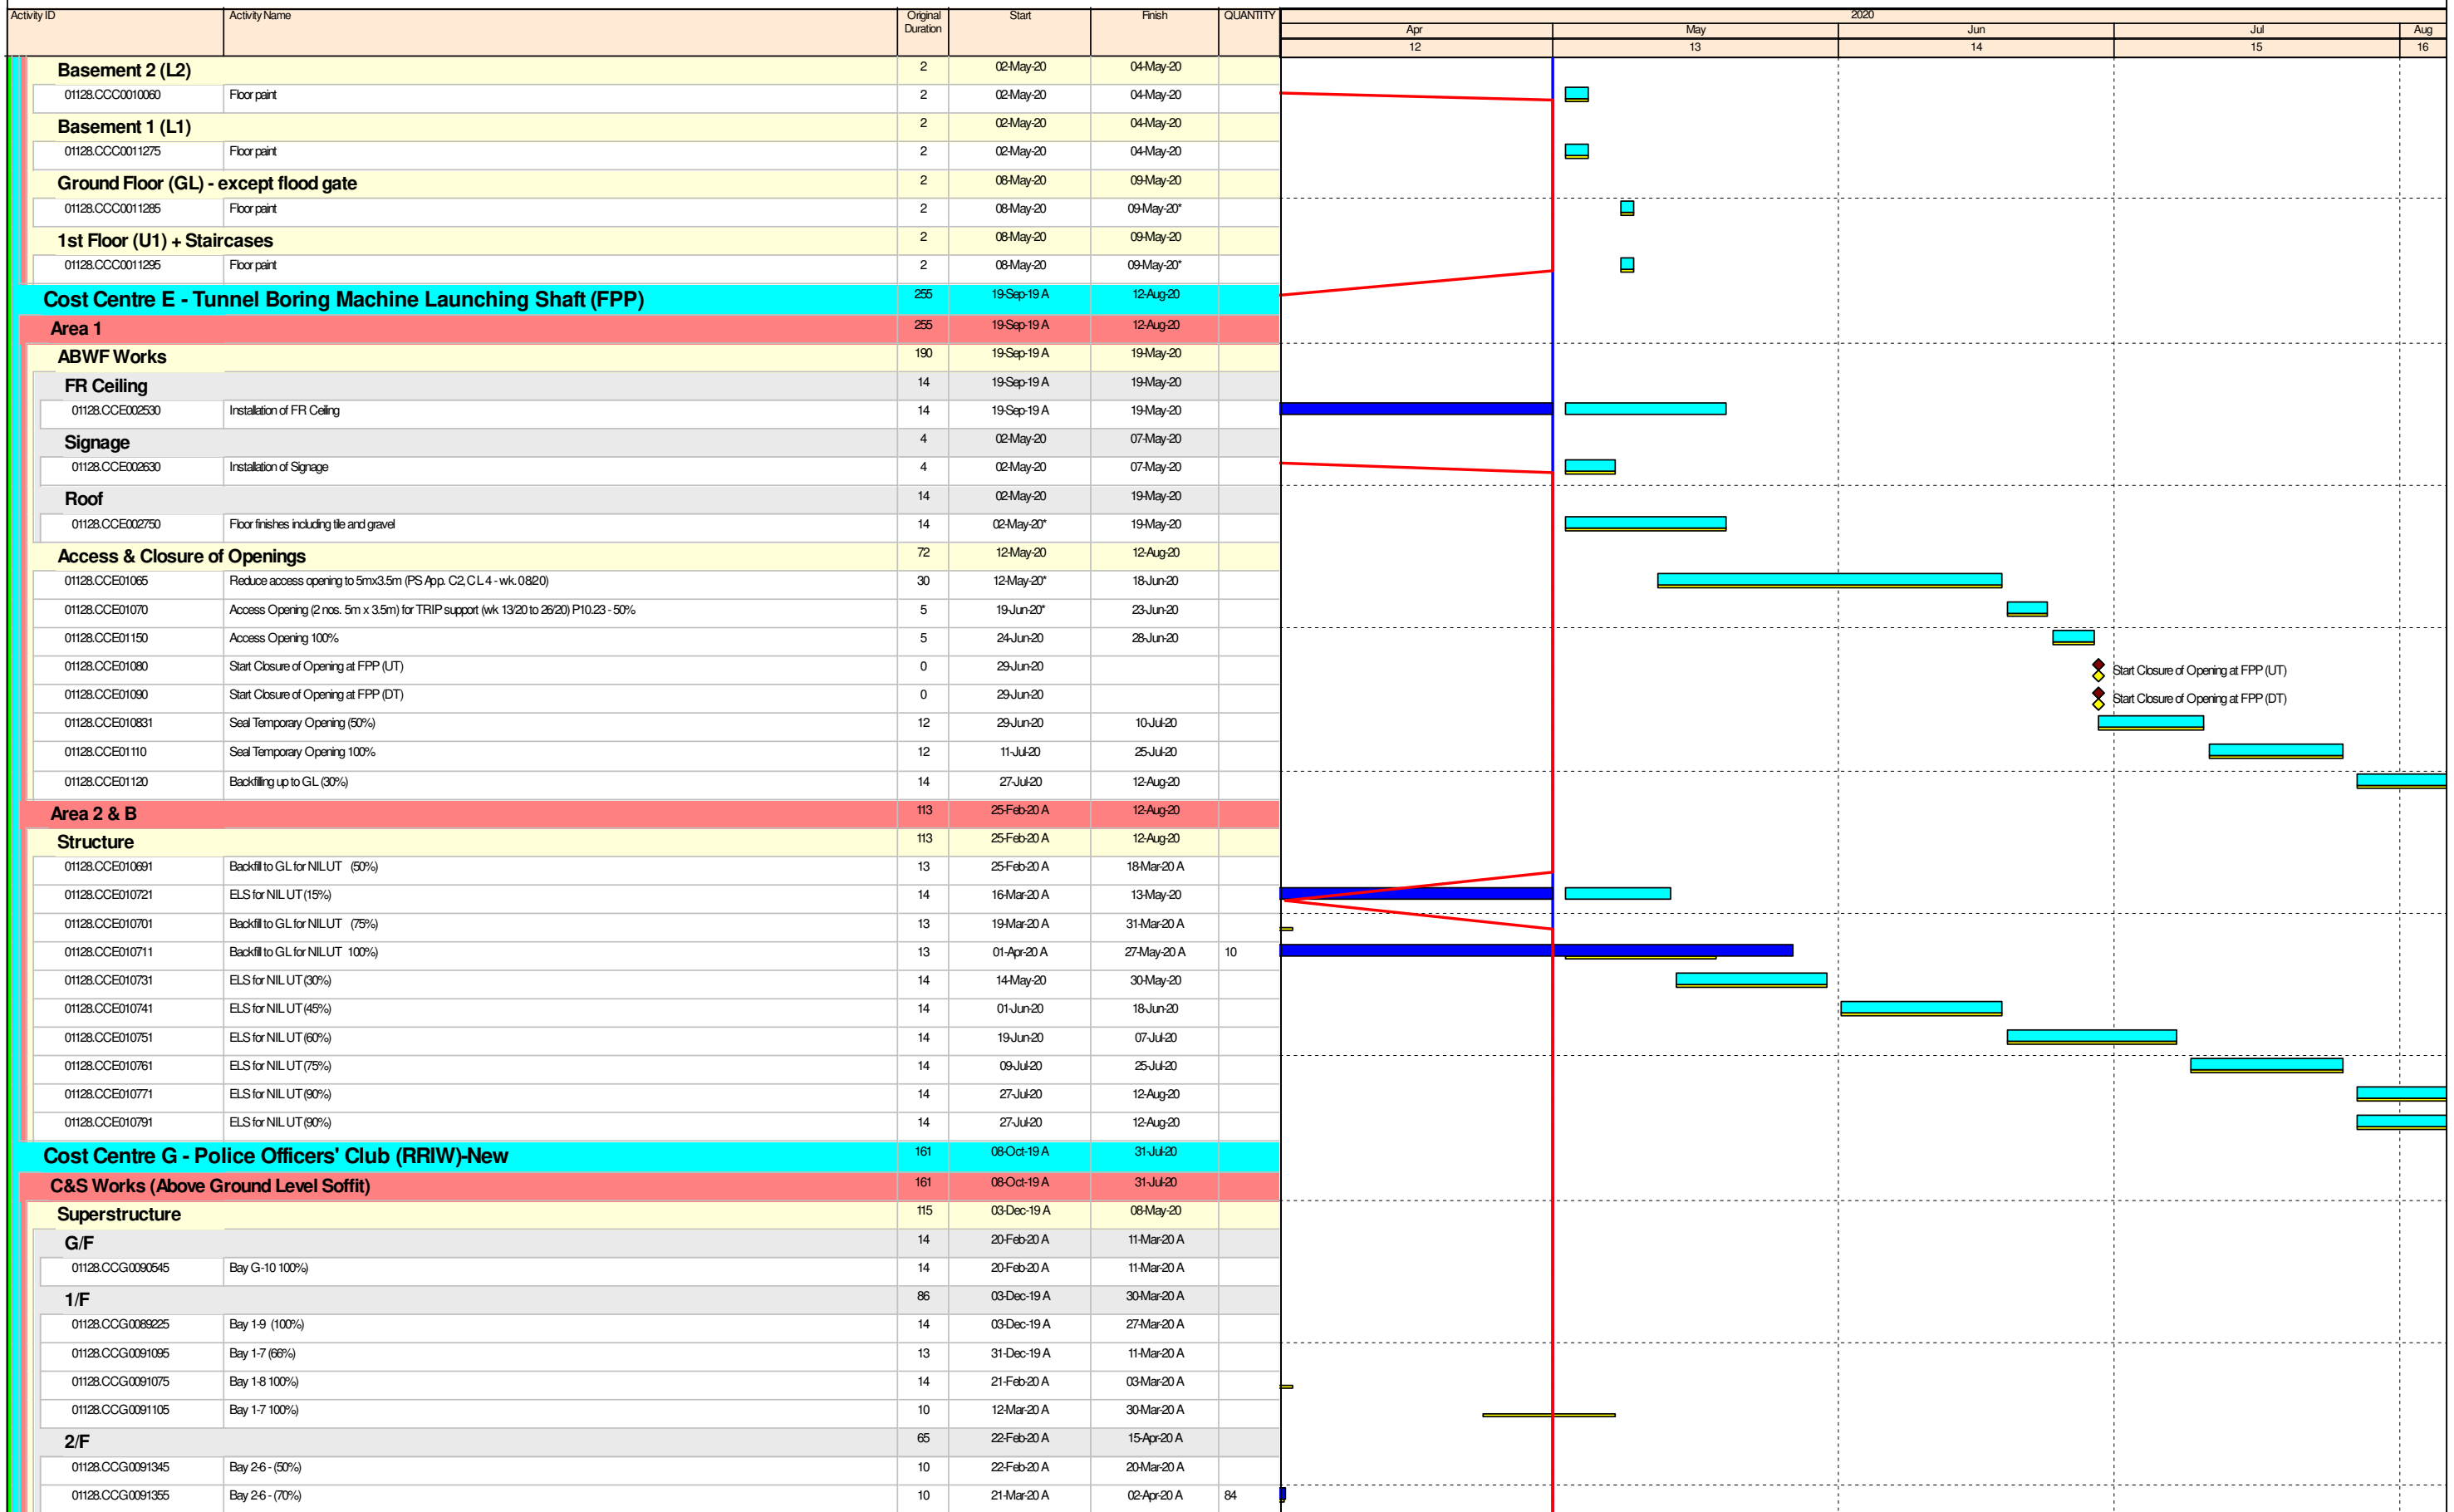 Activity ID Activity Name Original Duration Start Finish QUANTITY 2020
Apr May Jun Jul Aug
12 13 14 15 16
Basement 2 (L2) 2 02-May-20 04-May-20
01128.CCC0010060 Floor paint 2 02-May-20 04-May-20
Basement 1 (L1) 2 02-May-20 04-May-20
01128.CCC0011275 Floor paint 2 02-May-20 04-May-20
Ground Floor (GL) - except flood gate 2 08-May-20 09-May-20
01128.CCC0011285 Floor paint 2 08-May-20 09-May-20*
1st Floor (U1) + Staircases 2 08-May-20 09-May-20
01128.CCC0011295 Floor paint 2 08-May-20 09-May-20*
Cost Centre E - Tunnel Boring Machine Launching Shaft (FPP) 255 19-Sep-19 A 12-Aug-20
Area 1 255 19-Sep-19 A 12-Aug-20
ABWF Works 190 19-Sep-19 A 19-May-20
FR Ceiling 14 19-Sep-19 A 19-May-20
01128.CCE002530 Installation of FR Ceiling 14 19-Sep-19 A 19-May-20
Signage 4 02-May-20 07-May-20
01128.CCE002630 Installation of Signage 4 02-May-20 07-May-20
Roof 14 02-May-20 19-May-20
01128.CCE002750 Floor finishes including tile and gravel 14 02-May-20* 19-May-20
Access & Closure of Openings 72 12-May-20 12-Aug-20
01128.CCE01065 Reduce access opening to 5mx3.5m (PS App. C2, CL 4 - wk. 08/20) 30 12-May-20* 18-Jun-20
01128.CCE01070 Access Opening (2 nos. 5m x 3.5m) for TRIP support (wk 13/20 to 26/20) P10.23 - 50% 5 19-Jun-20* 23-Jun-20
01128.CCE01150 Access Opening 100% 5 24-Jun-20 28-Jun-20
01128.CCE01080 Start Closure of Opening at FPP (UT) 0 29-Jun-20 Start Closure of Opening at FPP (UT)
01128.CCE01090 Start Closure of Opening at FPP (DT) 0 29-Jun-20 Start Closure of Opening at FPP (DT)
01128.CCE010831 Seal Temporary Opening (50%) 12 29-Jun-20 10-Jul-20
01128.CCE01110 Seal Temporary Opening 100% 12 11-Jul-20 25-Jul-20
01128.CCE01120 Backfilling up to GL (30%) 14 27-Jul-20 12-Aug-20
Area 2 & B 113 25-Feb-20 A 12-Aug-20
Structure 113 25-Feb-20 A 12-Aug-20
01128.CCE010691 Backfill to GL for NIL UT (50%) 13 25-Feb-20 A 18-Mar-20 A
01128.CCE010721 ELS for NIL UT (15%) 14 16-Mar-20 A 13-May-20
01128.CCE010701 Backfill to GL for NIL UT (75%) 13 19-Mar-20 A 31-Mar-20 A
01128.CCE010711 Backfill to GL for NIL UT 100%) 13 01-Apr-20 A 27-May-20 A 10
01128.CCE010731 ELS for NIL UT (30%) 14 14-May-20 30-May-20
01128.CCE010741 ELS for NIL UT (45%) 14 01-Jun-20 18-Jun-20
01128.CCE010751 ELS for NIL UT (60%) 14 19-Jun-20 07-Jul-20
01128.CCE010761 ELS for NIL UT (75%) 14 09-Jul-20 25-Jul-20
01128.CCE010771 ELS for NIL UT (90%) 14 27-Jul-20 12-Aug-20
01128.CCE010791 ELS for NIL UT (90%) 14 27-Jul-20 12-Aug-20
Cost Centre G - Police Officers' Club (RRIW)-New 161 08-Oct-19 A 31-Jul-20
C&S Works (Above Ground Level Soffit) 161 08-Oct-19 A 31-Jul-20
Superstructure 115 03-Dec-19 A 08-May-20
G/F 14 20-Feb-20 A 11-Mar-20 A
01128.CCG0090545 Bay G-10 100%) 14 20-Feb-20 A 11-Mar-20 A
1/F 86 03-Dec-19 A 30-Mar-20 A
01128.CCG0089225 Bay 1-9 (100%) 14 03-Dec-19 A 27-Mar-20 A
01128.CCG0091095 Bay 1-7 (66%) 13 31-Dec-19 A 11-Mar-20 A
01128.CCG0091075 Bay 1-8 100%) 14 21-Feb-20 A 03-Mar-20 A
01128.CCG0091105 Bay 1-7 100%) 10 12-Mar-20 A 30-Mar-20 A
2/F 65 22-Feb-20 A 15-Apr-20 A
01128.CCG0091345 Bay 2-6 - (50%) 10 22-Feb-20 A 20-Mar-20 A
01128.CCG0091355 Bay 2-6 - (70%) 10 21-Mar-20 A 02-Apr-20 A 84